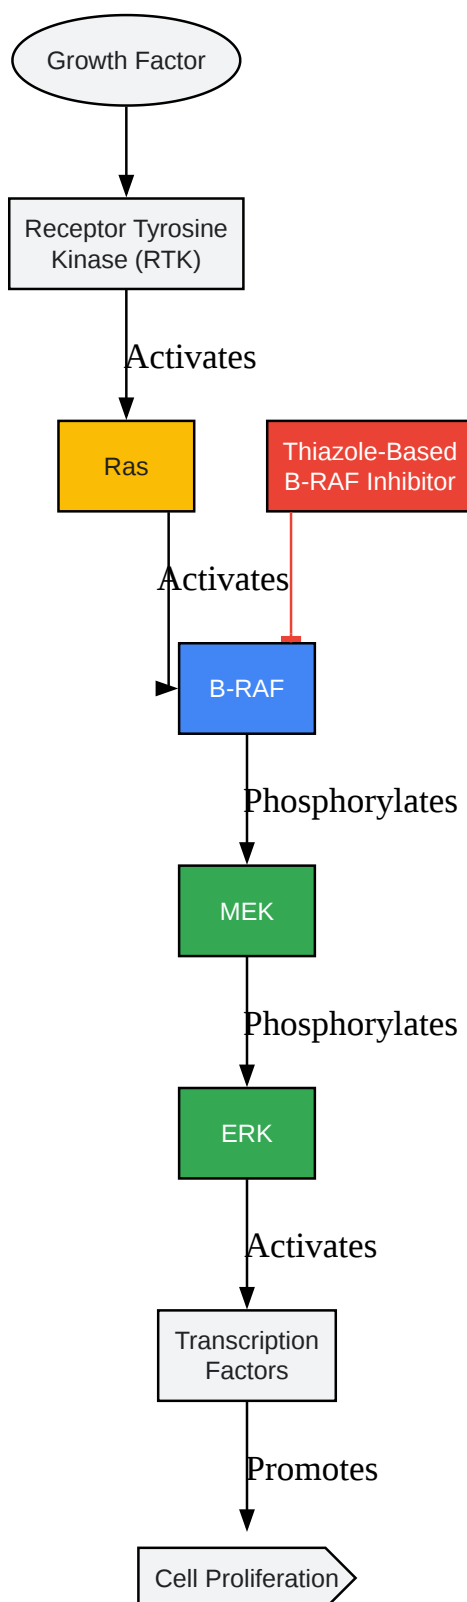 Growth Factor
Receptor Tyrosine
Kinase (RTK)
Activates
Ras
Thiazole-Based
B-RAF Inhibitor
Activates
B-RAF
Phosphorylates
MEK
Phosphorylates
ERK
Activates
Transcription
Factors
Promotes
Cell Proliferation